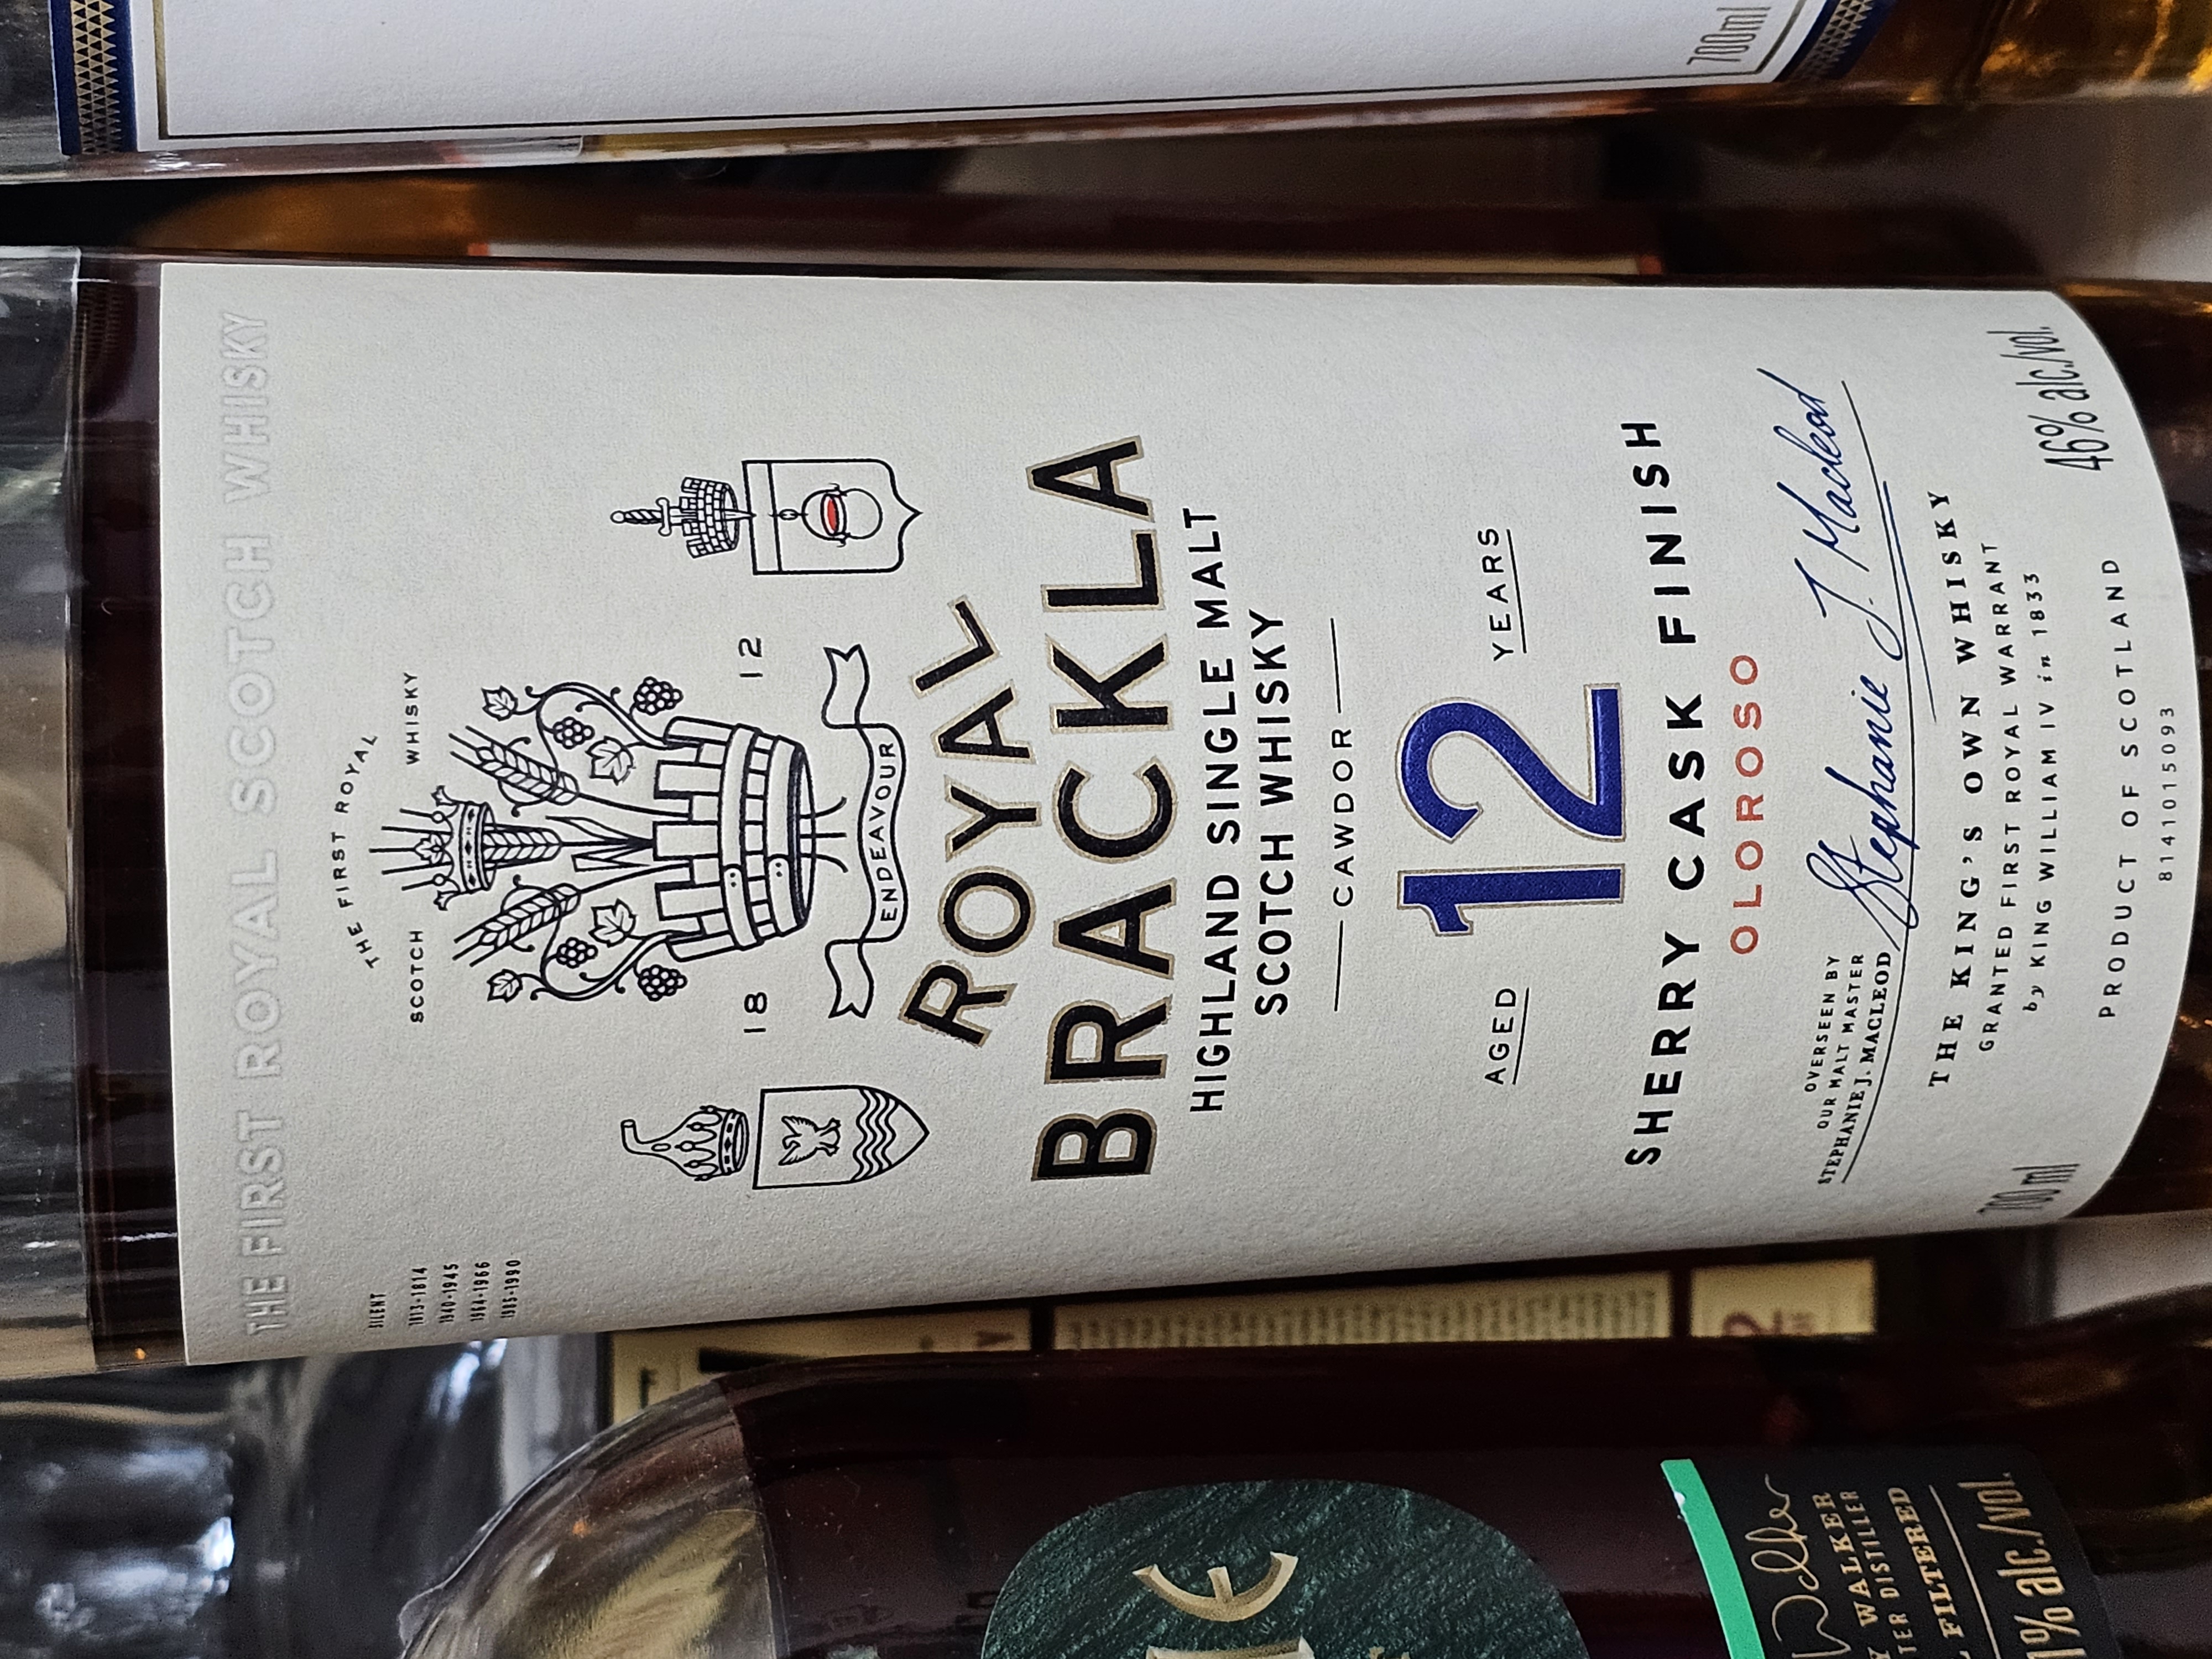 THE FIRST ROYAL SCOTCH WHISKY
SILENT
1813-1814
1940-1945
1964-1966
1985-1990
THE FIRST ROYAL
SCOTCH WHISKY
18 12
ENDEAVOUR
ROYAL
BRACKLA
HIGHLAND SINGLE MALT
SCOTCH WHISKY
CAWDOR
AGED 12 YEARS
SHERRY CASK FINISH
OLOROSO
OVERSEEN BY
OUR MALT MASTER
STEPHANIE J. MACLEOD
Stephanie J. Macleod
THE KING'S OWN WHISKY
GRANTED FIRST ROYAL WARRANT
by KING WILLIAM IV in 1833
700 ml
46% alc./vol.
PRODUCT OF SCOTLAND
8141015093
Walker
Y WALKER
TER DISTILLER
FILTERED
1% alc./vol.
700ml